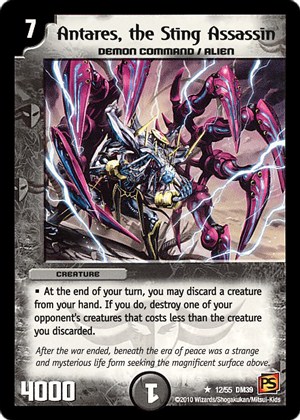 7 Antares, the Sting Assassin
DEMON COMMAND / ALIEN
CREATURE
▪ At the end of your turn, you may discard a creature
from your hand. If you do, destroy one of your
opponent's creatures that costs less than the creature
you discarded.
After the war ended, beneath the era of peace was a strange
and mysterious life form seeking the magnificent surface above.
4000
1
★ 12/55 DM39
©2010 Wizards/Shogakukan/Mitsui-Kids
PS